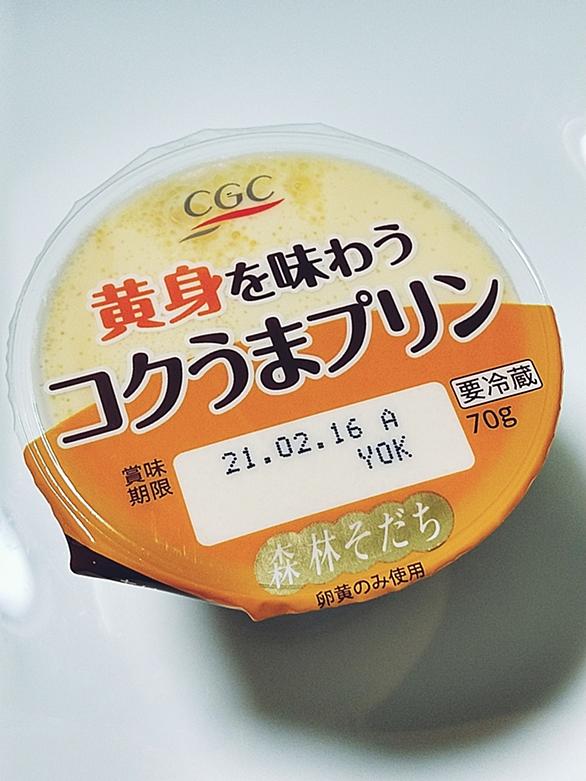 CGC
黄身を味わう
コクうまプリン
要冷蔵
70g
賞味
期限
21.02.16 A
YOK
森林そだち
卵黄のみ使用